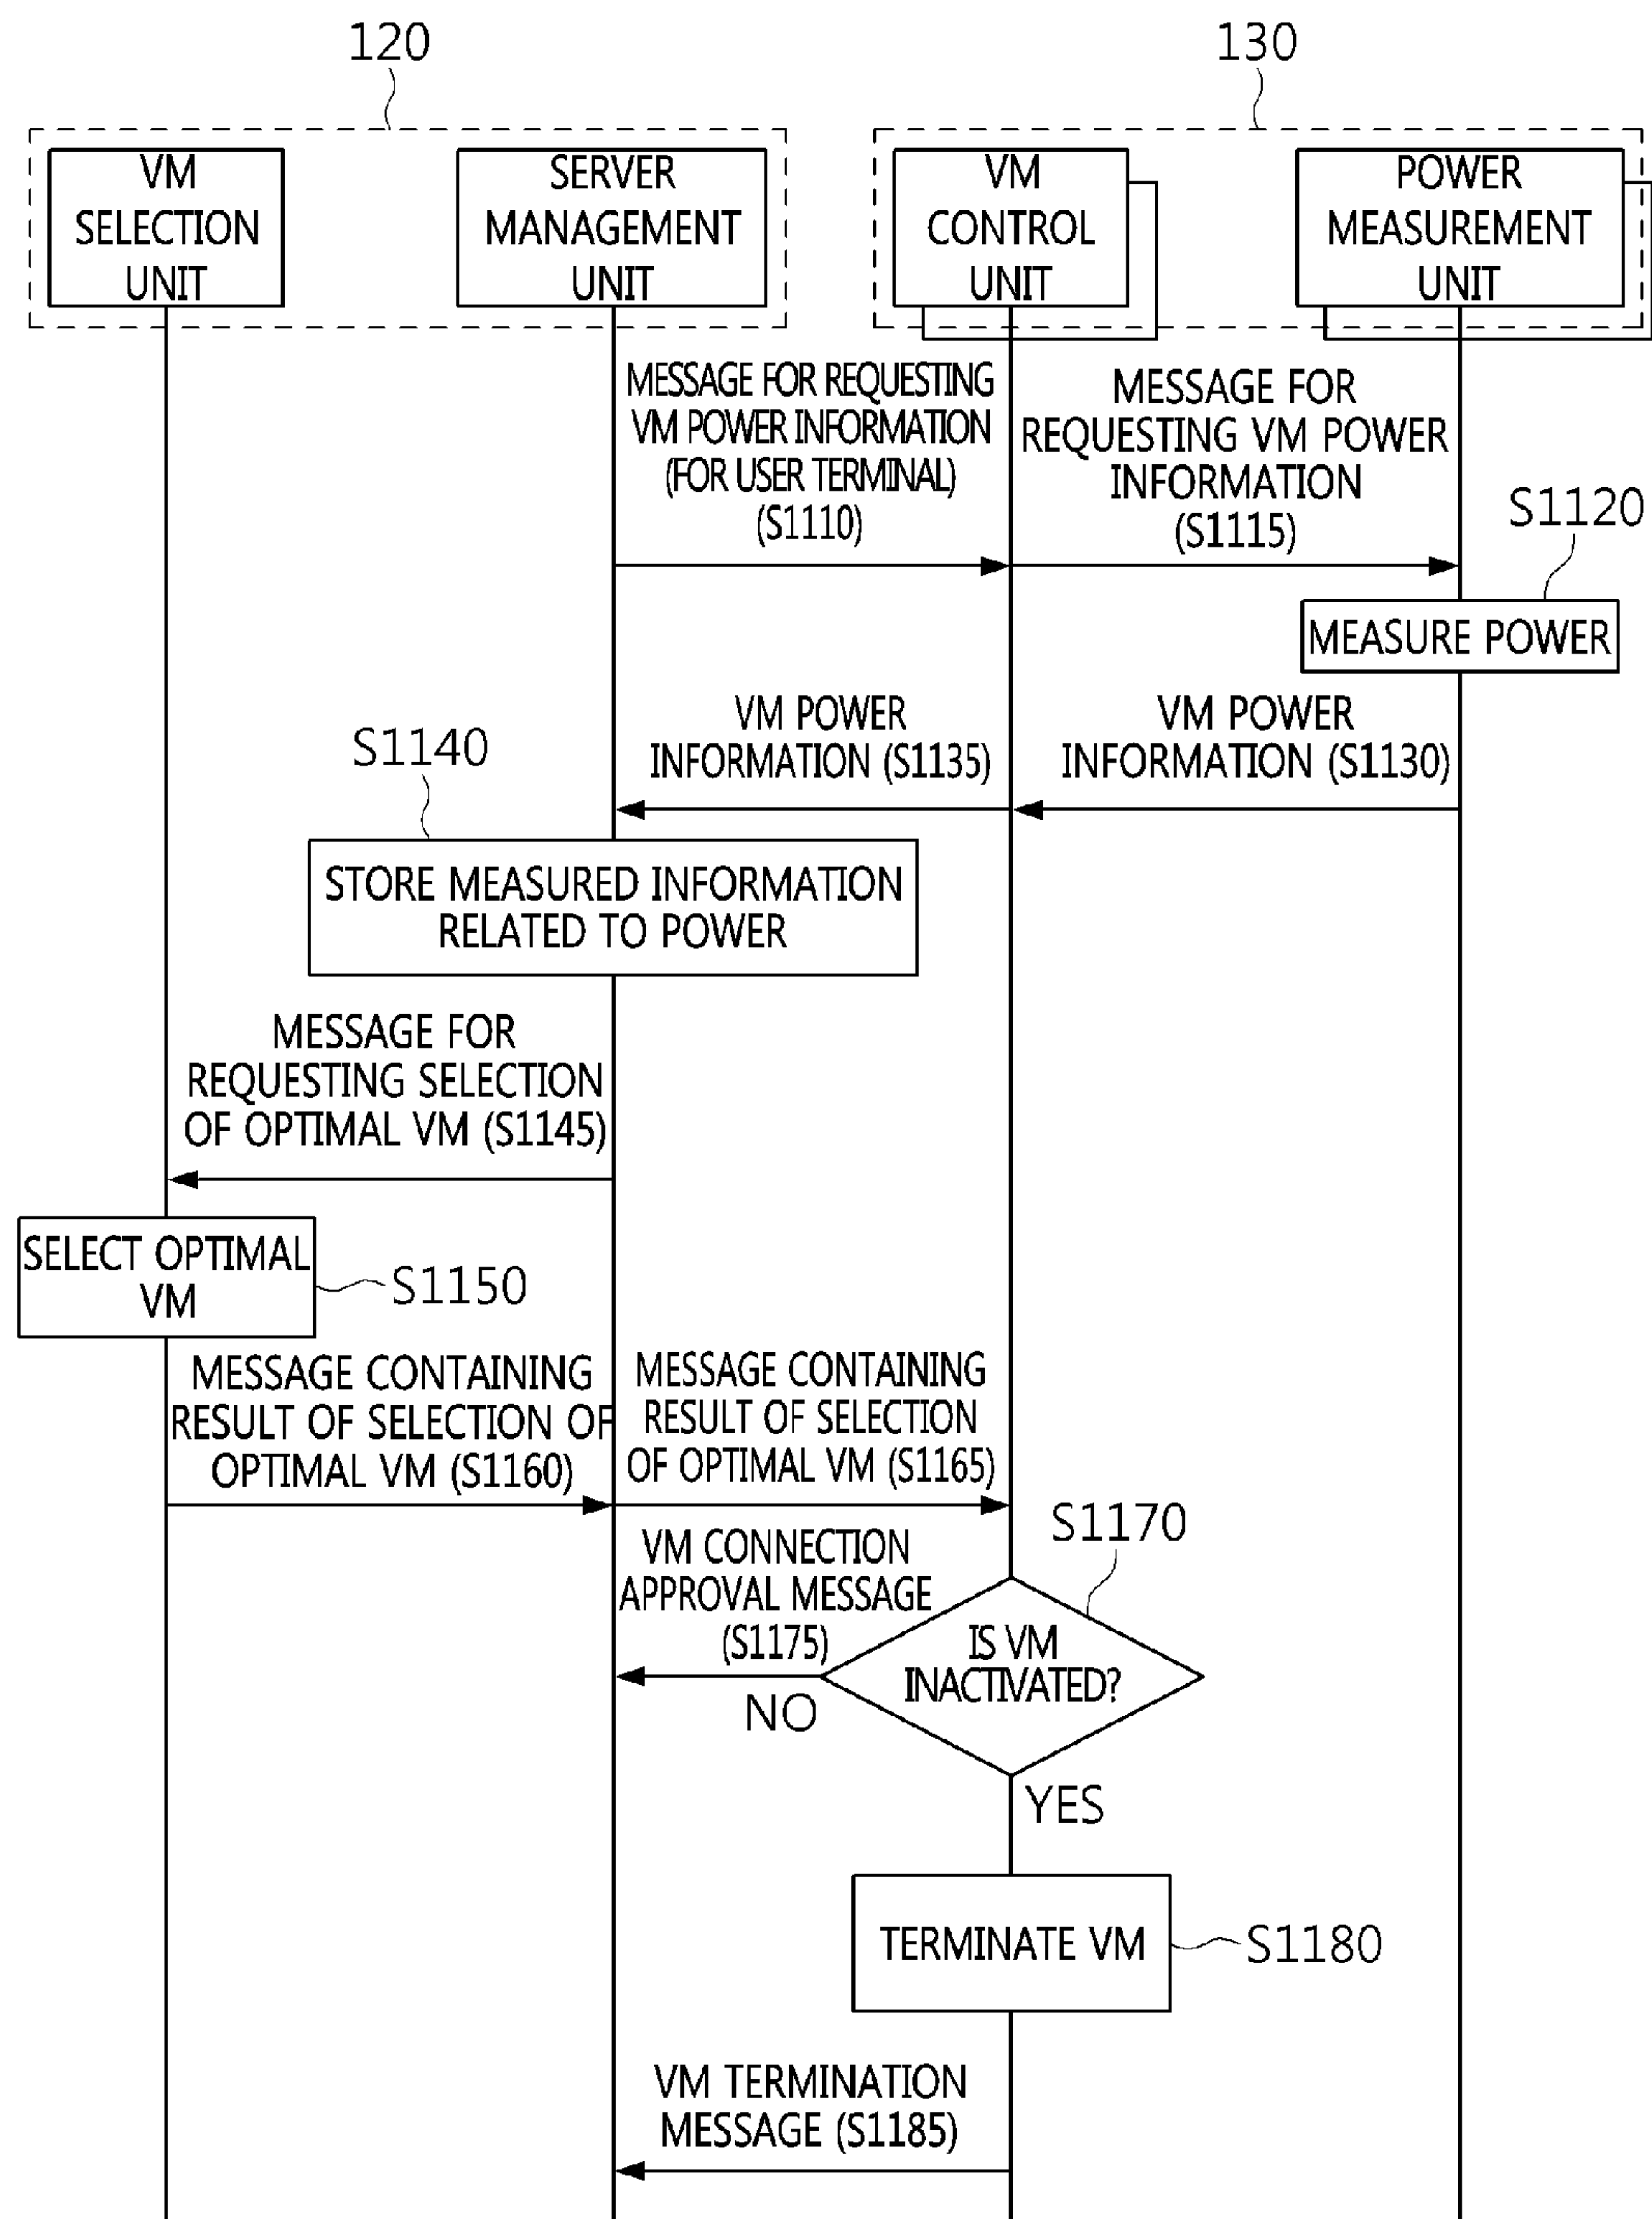 120
130
VM
SELECTION
UNIT
SERVER
MANAGEMENT
UNIT
VM
CONTROL
UNIT
POWER
MEASUREMENT
UNIT
MESSAGE FOR REQUESTING
VM POWER INFORMATION
(FOR USER TERMINAL)
(S1110)
MESSAGE FOR
REQUESTING VM POWER
INFORMATION
(S1115)
S1120
MEASURE POWER
VM POWER
INFORMATION (S1135)
VM POWER
INFORMATION (S1130)
S1140
STORE MEASURED INFORMATION
RELATED TO POWER
MESSAGE FOR
REQUESTING SELECTION
OF OPTIMAL VM (S1145)
SELECT OPTIMAL
VM
S1150
MESSAGE CONTAINING
RESULT OF SELECTION OF
OPTIMAL VM (S1160)
MESSAGE CONTAINING
RESULT OF SELECTION
OF OPTIMAL VM (S1165)
S1170
VM CONNECTION
APPROVAL MESSAGE
(S1175)
IS VM
INACTIVATED?
NO
YES
TERMINATE VM
S1180
VM TERMINATION
MESSAGE (S1185)